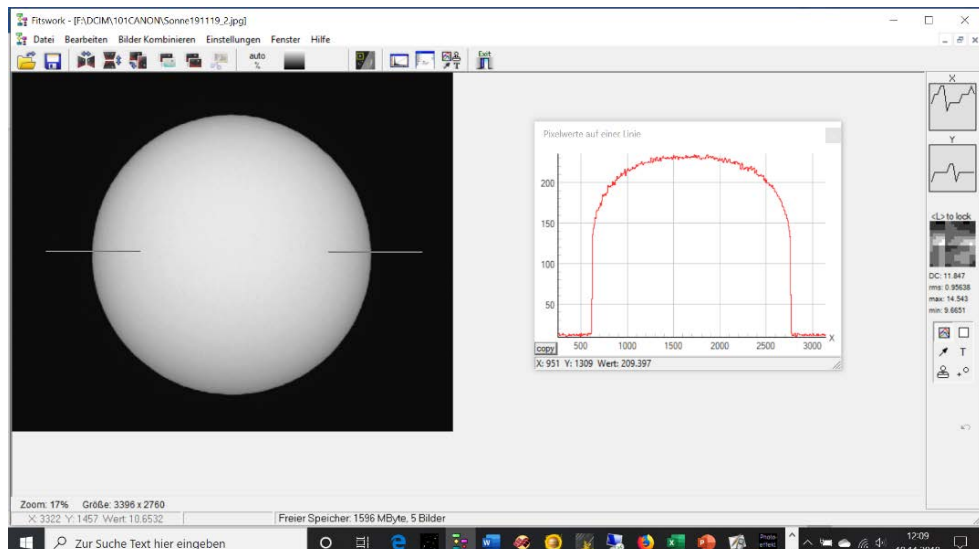 Fitswork - [F:\DCIM\101CANON\Sonne191119_2.jpg]
Datei Bearbeiten Bilder Kombinieren Einstellungen Fenster Hilfe
auto
%
Exit
X
Y
<L> to lock
DC: 11.847
rms: 0.95638
max: 14.543
min: 9.6651
T
Pixelwerte auf einer Linie
200
150
100
50
500 1000 1500 2000 2500 3000 X
copy
X: 951 Y: 1309 Wert: 209.397
Zoom: 17% Größe: 3396 x 2760
X: 3322 Y: 1457 Wert: 10.6532 Freier Speicher: 1596 MByte, 5 Bilder
Zur Suche Text hier eingeben
12:09